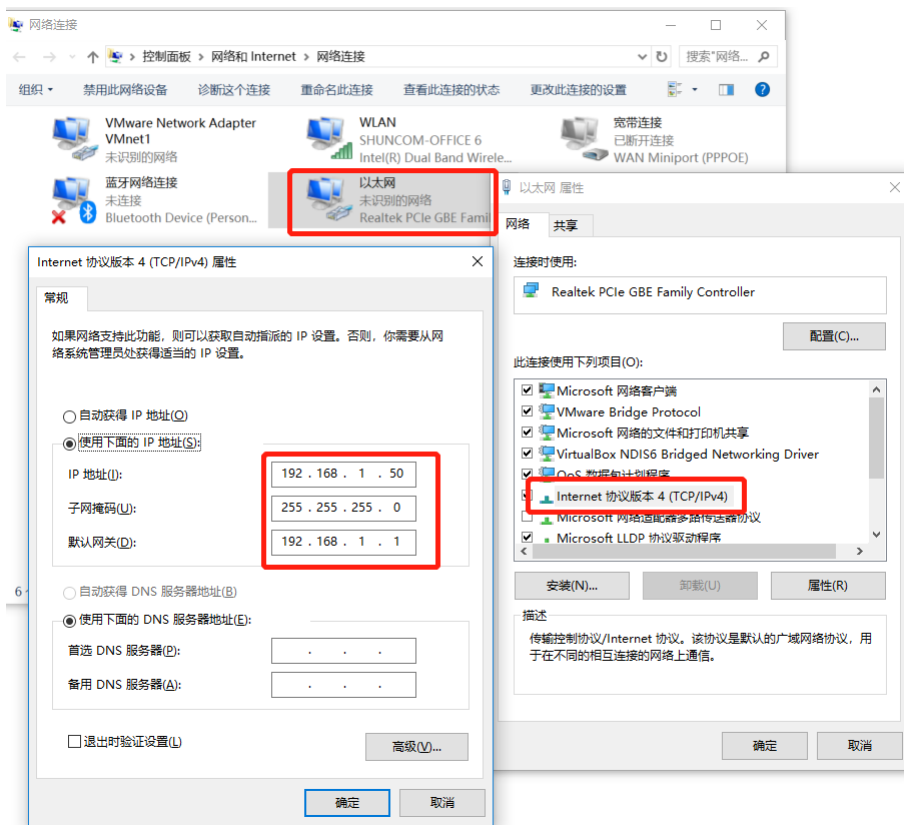 网络连接
控制面板 › 网络和 Internet › 网络连接
搜索"网络...
组织 禁用此网络设备 诊断这个连接 重命名此连接 查看此连接的状态 更改此连接的设置
VMware Network Adapter
VMnet1
未识别的网络
WLAN
SHUNCOM-OFFICE 6
Intel(R) Dual Band Wirele...
宽带连接
已断开连接
WAN Miniport (PPPOE)
蓝牙网络连接
未连接
Bluetooth Device (Person...
以太网
未识别的网络
Realtek PCIe GBE Famil
6
Internet 协议版本 4 (TCP/IPv4) 属性
常规
如果网络支持此功能，则可以获取自动指派的 IP 设置。否则，你需要从网
络系统管理员处获得适当的 IP 设置。
自动获得 IP 地址(O)
使用下面的 IP 地址(S):
IP 地址(I): 192 . 168 . 1 . 50
子网掩码(U): 255 . 255 . 255 . 0
默认网关(D): 192 . 168 . 1 . 1
自动获得 DNS 服务器地址(B)
使用下面的 DNS 服务器地址(E):
首选 DNS 服务器(P): . . .
备用 DNS 服务器(A): . . .
退出时验证设置(L)
高级(V)...
确定 取消
以太网 属性
网络 共享
连接时使用:
Realtek PCIe GBE Family Controller
配置(C)...
此连接使用下列项目(O):
Microsoft 网络客户端
VMware Bridge Protocol
Microsoft 网络的文件和打印机共享
VirtualBox NDIS6 Bridged Networking Driver
QoS 数据包计划程序
Internet 协议版本 4 (TCP/IPv4)
Microsoft 网络适配器多路传送器协议
Microsoft LLDP 协议驱动程序
安装(N)... 卸载(U) 属性(R)
描述
传输控制协议/Internet 协议。该协议是默认的广域网络协议，用
于在不同的相互连接的网络上通信。
确定 取消